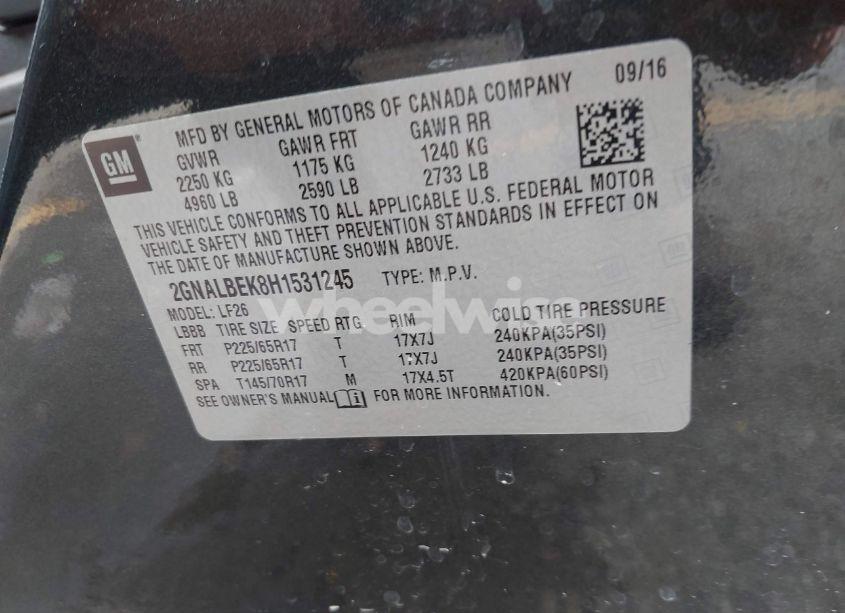 MFD BY GENERAL MOTORS OF CANADA COMPANY 09/16
GM
GVWR GAWR FRT GAWR RR
2250 KG 1175 KG 1240 KG
4960 LB 2590 LB 2733 LB
THIS VEHICLE CONFORMS TO ALL APPLICABLE U.S. FEDERAL MOTOR
VEHICLE SAFETY AND THEFT PREVENTION STANDARDS IN EFFECT ON
THE DATE OF MANUFACTURE SHOWN ABOVE.
2GNALBEK8H1531245 TYPE: M.P.V.
MODEL: LF26
wheelwise
LBBB TIRE SIZE SPEED RTG. RIM COLD TIRE PRESSURE
FRT P225/65R17 T 17X7J 240KPA(35PSI)
RR P225/65R17 T 17X7J 240KPA(35PSI)
SPA T145/70R17 M 17X4.5T 420KPA(60PSI)
SEE OWNER'S MANUAL FOR MORE INFORMATION.